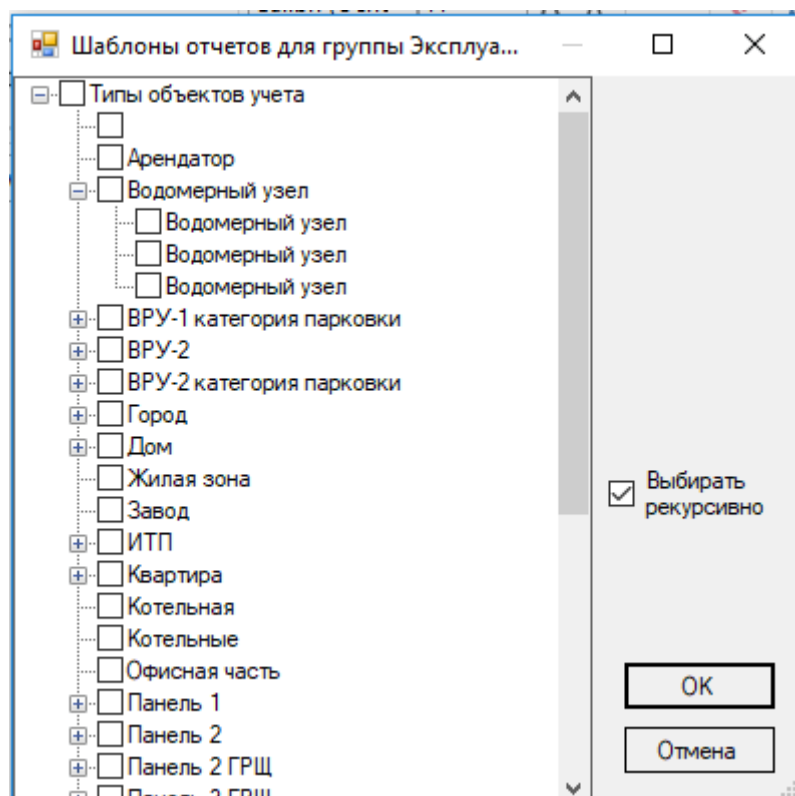 Шаблоны отчетов для группы Эксплуа...
Типы объектов учета
Арендатор
Водомерный узел
Водомерный узел
Водомерный узел
Водомерный узел
ВРУ-1 категория парковки
ВРУ-2
ВРУ-2 категория парковки
Город
Дом
Жилая зона
Завод
ИТП
Квартира
Котельная
Котельные
Офисная часть
Панель 1
Панель 2
Панель 2 ГРЩ
Выбирать
рекурсивно
OK
Отмена